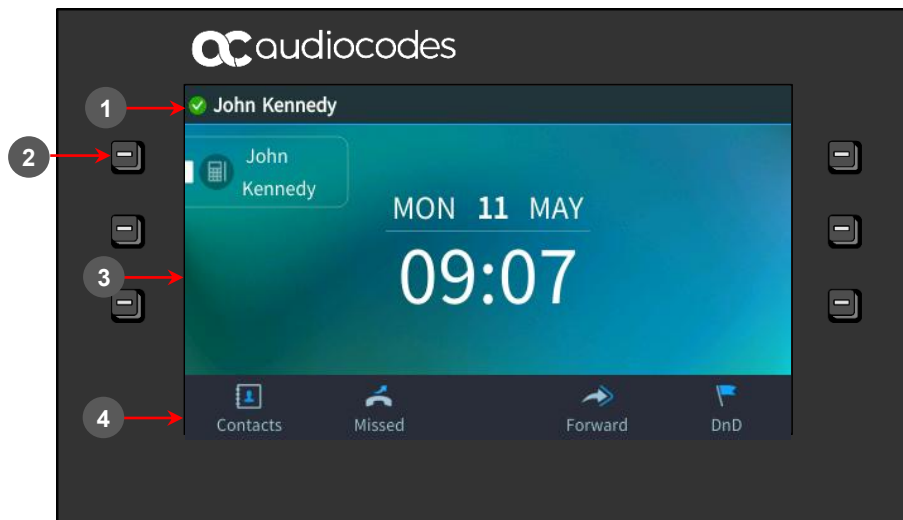 audiocodes
1
John Kennedy
2
John
Kennedy
MON 11 MAY
3
09:07
4
Contacts Missed Forward DnD